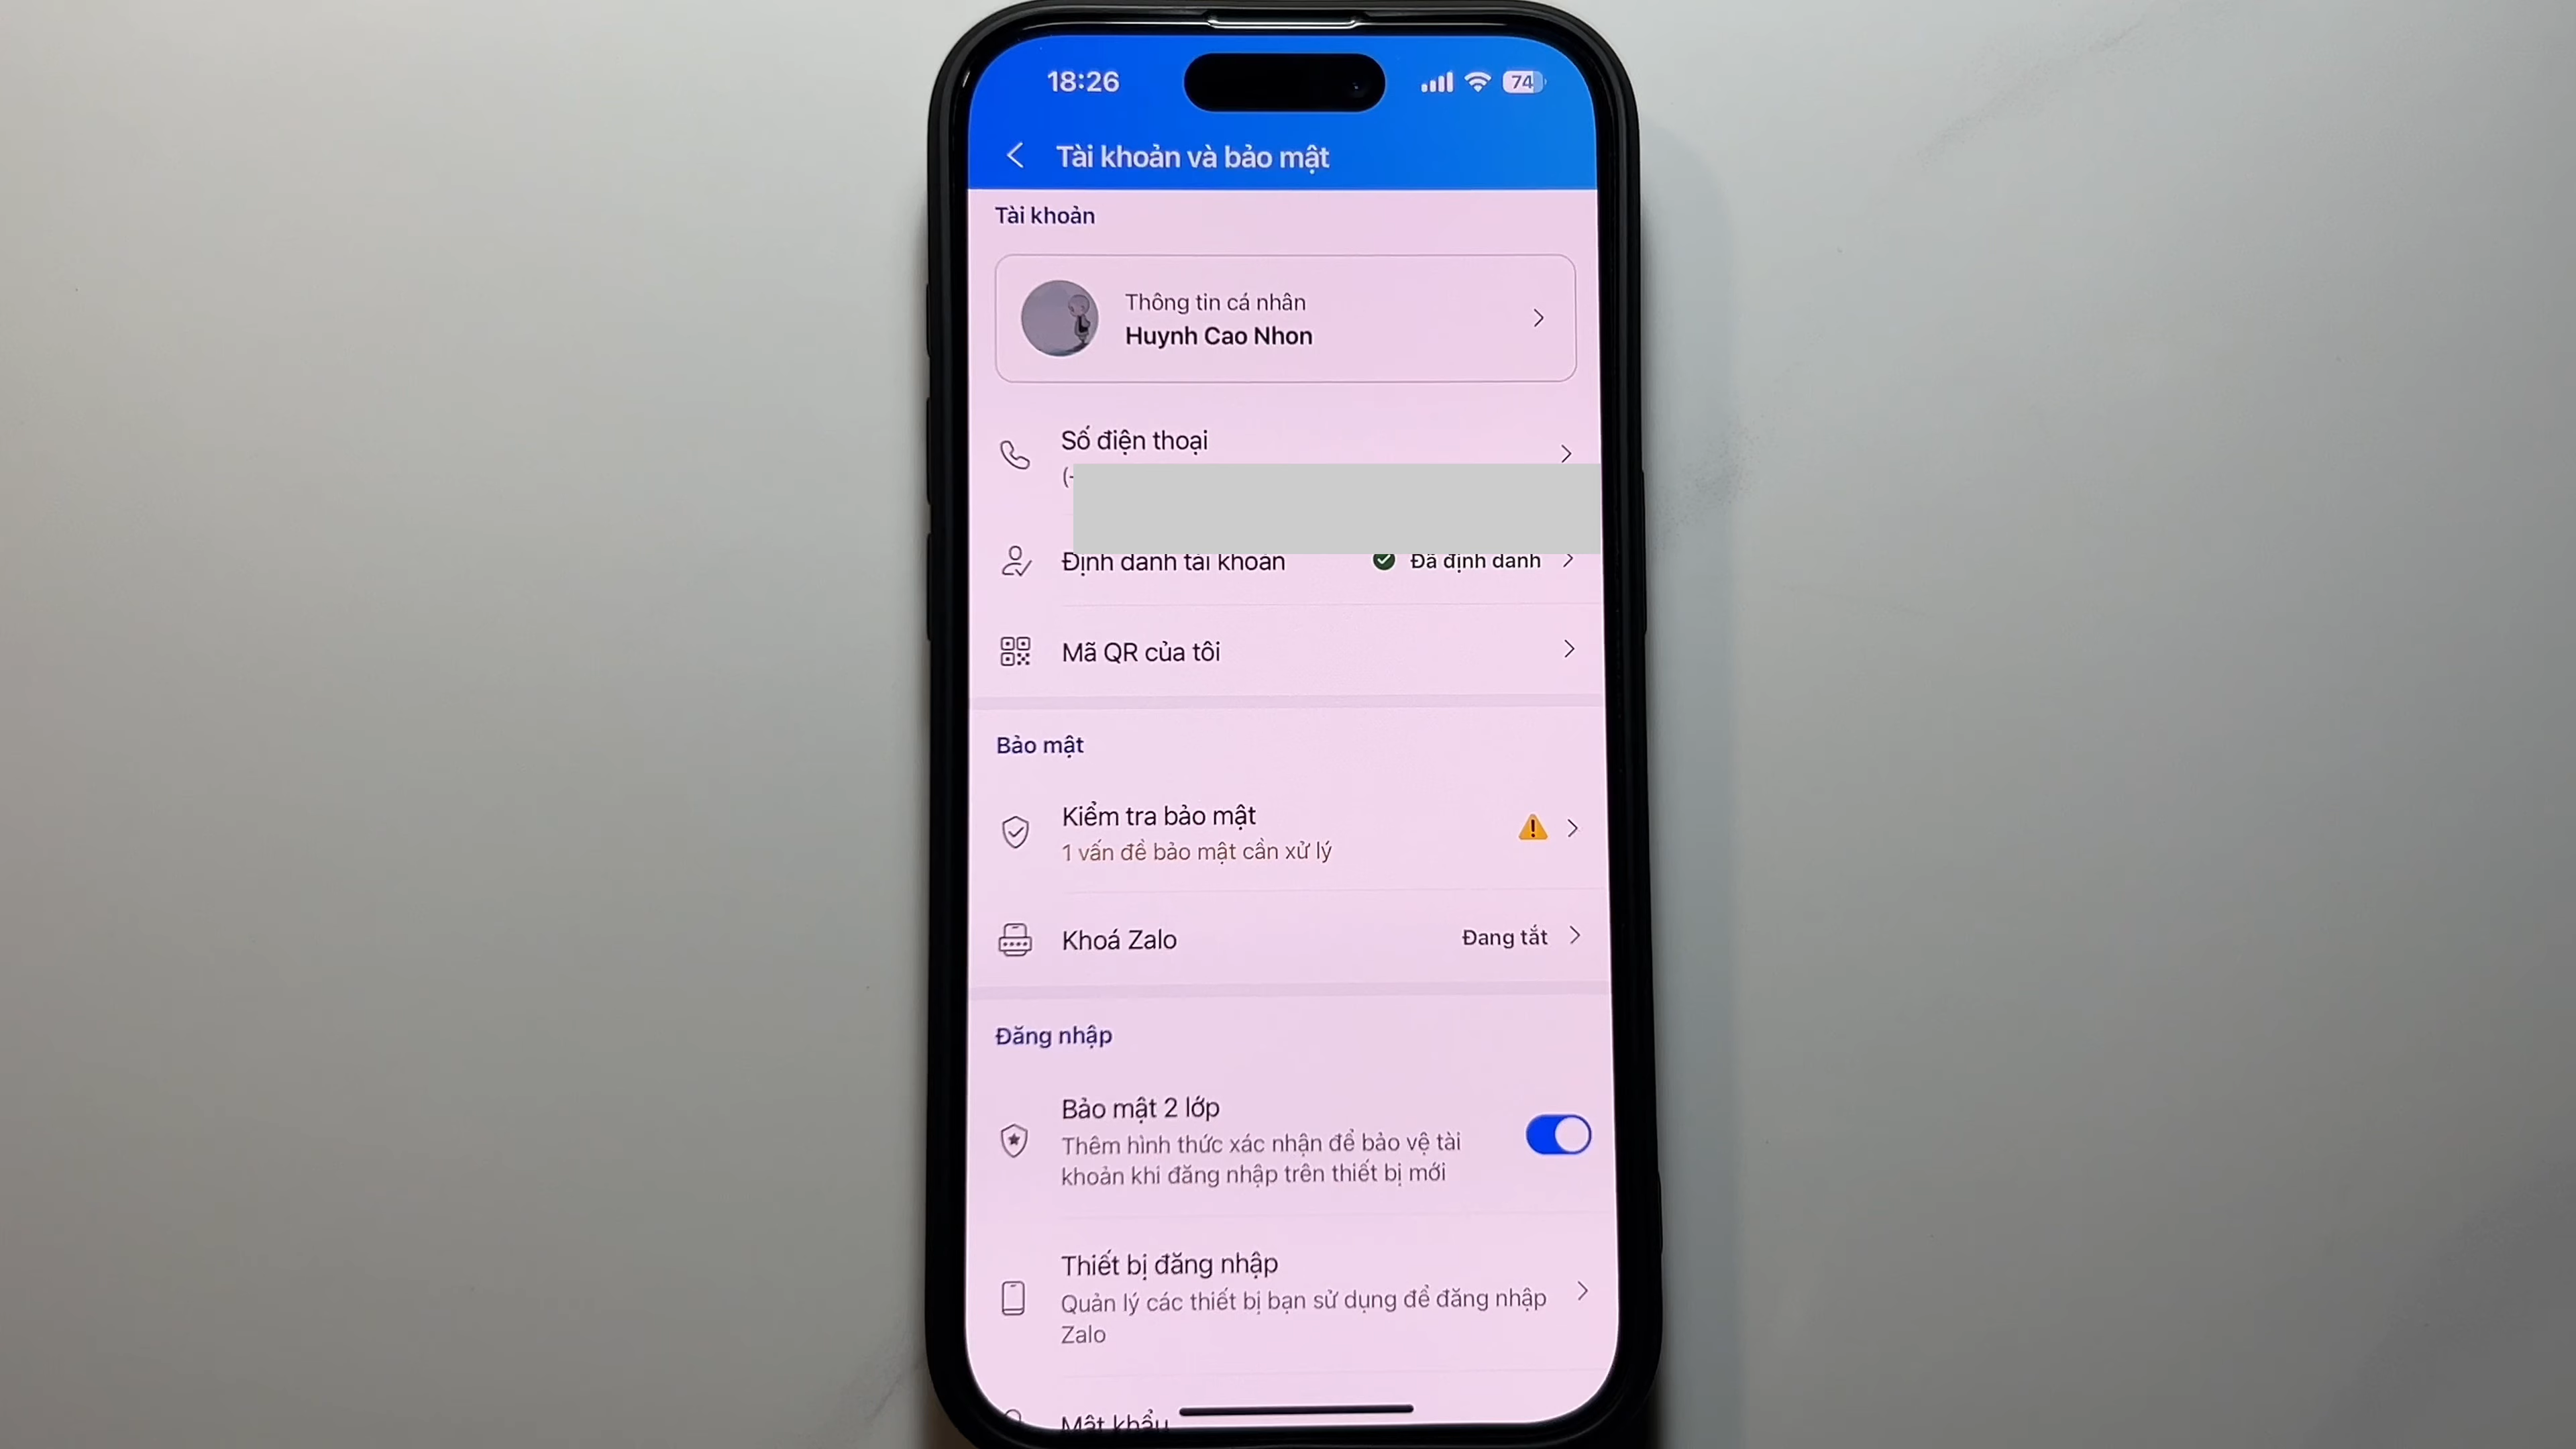 18:26
74
Tài khoản và bảo mật
Tài khoản
Thông tin cá nhân
Huynh Cao Nhon
Số điện thoại
(+
Định danh tài khoản
Đã định danh
Mã QR của tôi
Bảo mật
Kiểm tra bảo mật
1 vấn đề bảo mật cần xử lý
Khoá Zalo
Đang tắt
Đăng nhập
Bảo mật 2 lớp
Thêm hình thức xác nhận để bảo vệ tài
khoản khi đăng nhập trên thiết bị mới
Thiết bị đăng nhập
Quản lý các thiết bị bạn sử dụng để đăng nhập
Zalo
Mật khẩu